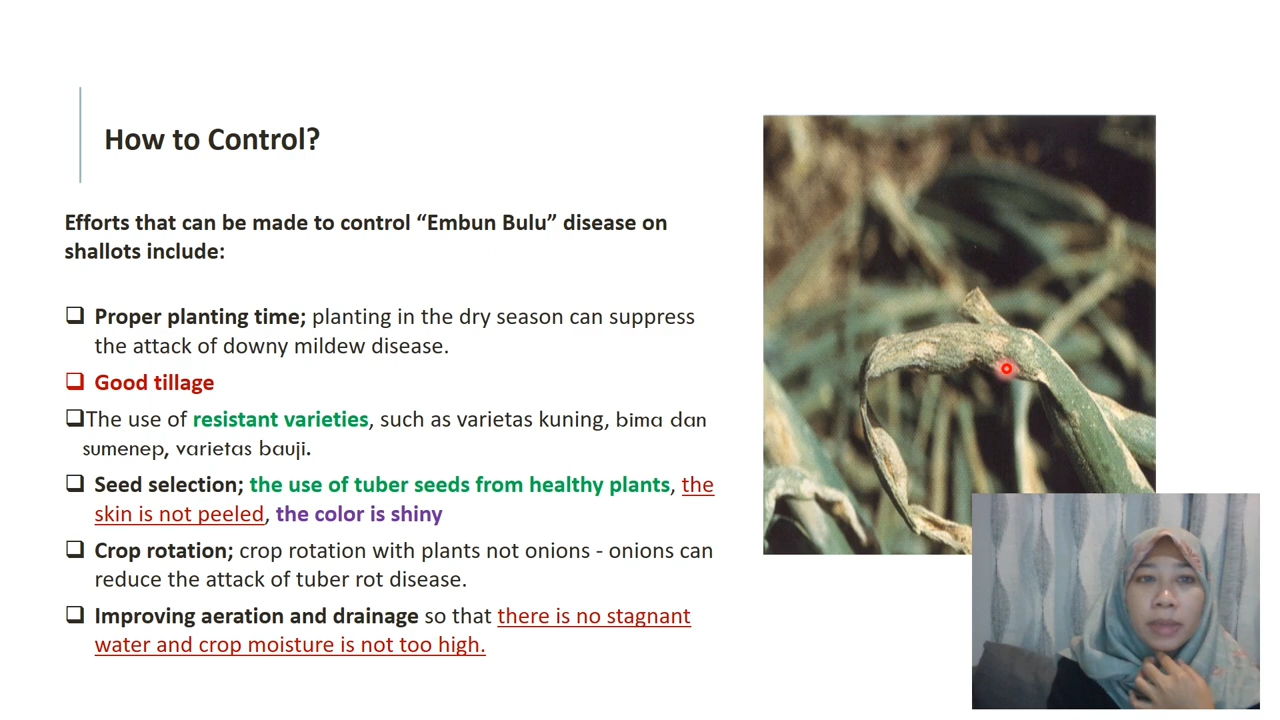 How to Control?
Efforts that can be made to control “Embun Bulu” disease on
shallots include:
Proper planting time; planting in the dry season can suppress
the attack of downy mildew disease.
Good tillage
The use of resistant varieties, such as varietas kuning, bima dan
sumenep, varietas bauji.
Seed selection; the use of tuber seeds from healthy plants, the
skin is not peeled, the color is shiny
Crop rotation; crop rotation with plants not onions - onions can
reduce the attack of tuber rot disease.
Improving aeration and drainage so that there is no stagnant
water and crop moisture is not too high.